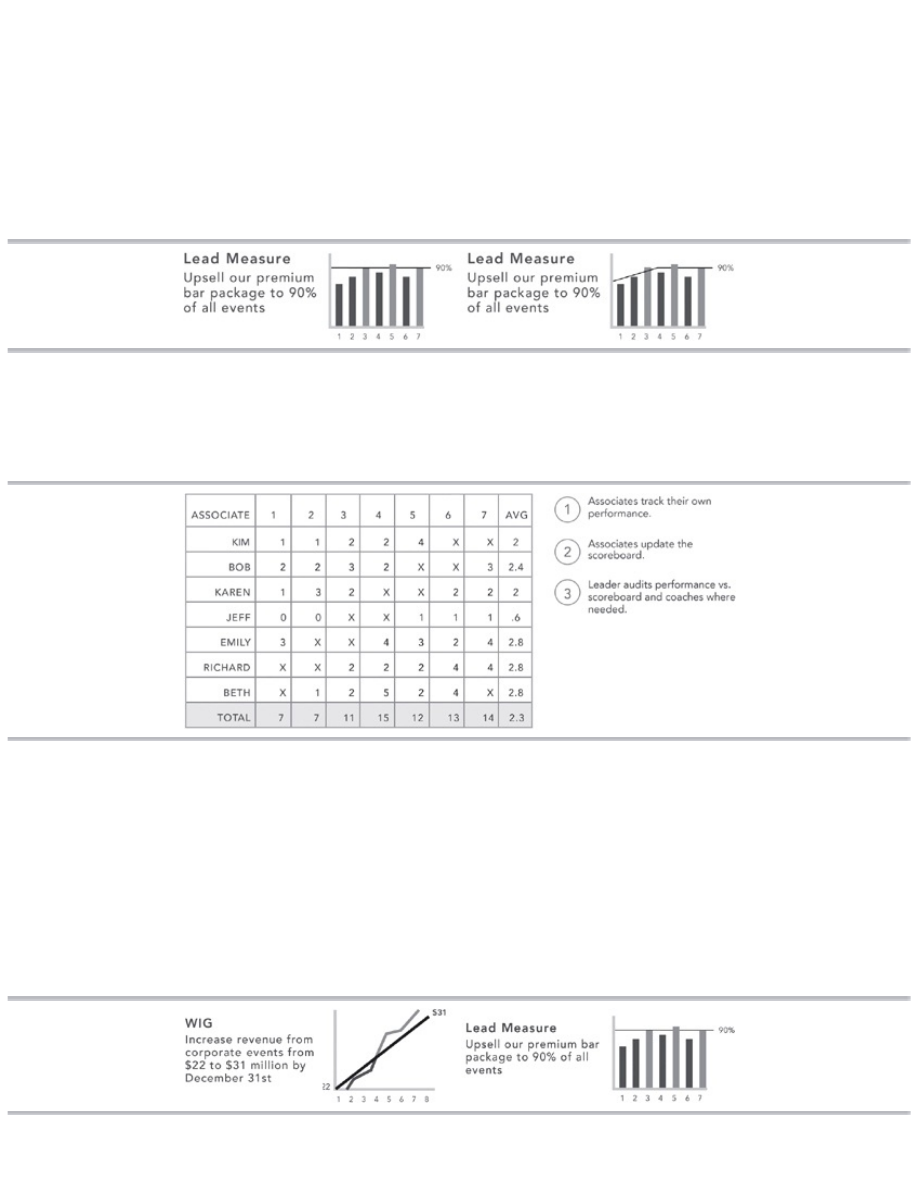 Lead Measure
Upsell our premium
bar package to 90%
of all events
90%
1 2 3 4 5 6 7
Lead Measure
Upsell our premium
bar package to 90%
of all events
90%
1 2 3 4 5 6 7
ASSOCIATE 1 2 3 4 5 6 7 AVG
KIM 1 1 2 2 4 X X 2
BOB 2 2 3 2 X X 3 2.4
KAREN 1 3 2 X X 2 2 2
JEFF 0 0 X X 1 1 1 .6
EMILY 3 X X 4 3 2 4 2.8
RICHARD X X 2 2 2 4 4 2.8
BETH X 1 2 5 2 4 X 2.8
TOTAL 7 7 11 15 12 13 14 2.3
1 Associates track their own
performance.
2 Associates update the
scoreboard.
3 Leader audits performance vs.
scoreboard and coaches where
needed.
WIG
Increase revenue from
corporate events from
$22 to $31 million by
December 31st
$31
22
1 2 3 4 5 6 7 8
Lead Measure
Upsell our premium bar
package to 90% of all
events
90%
1 2 3 4 5 6 7